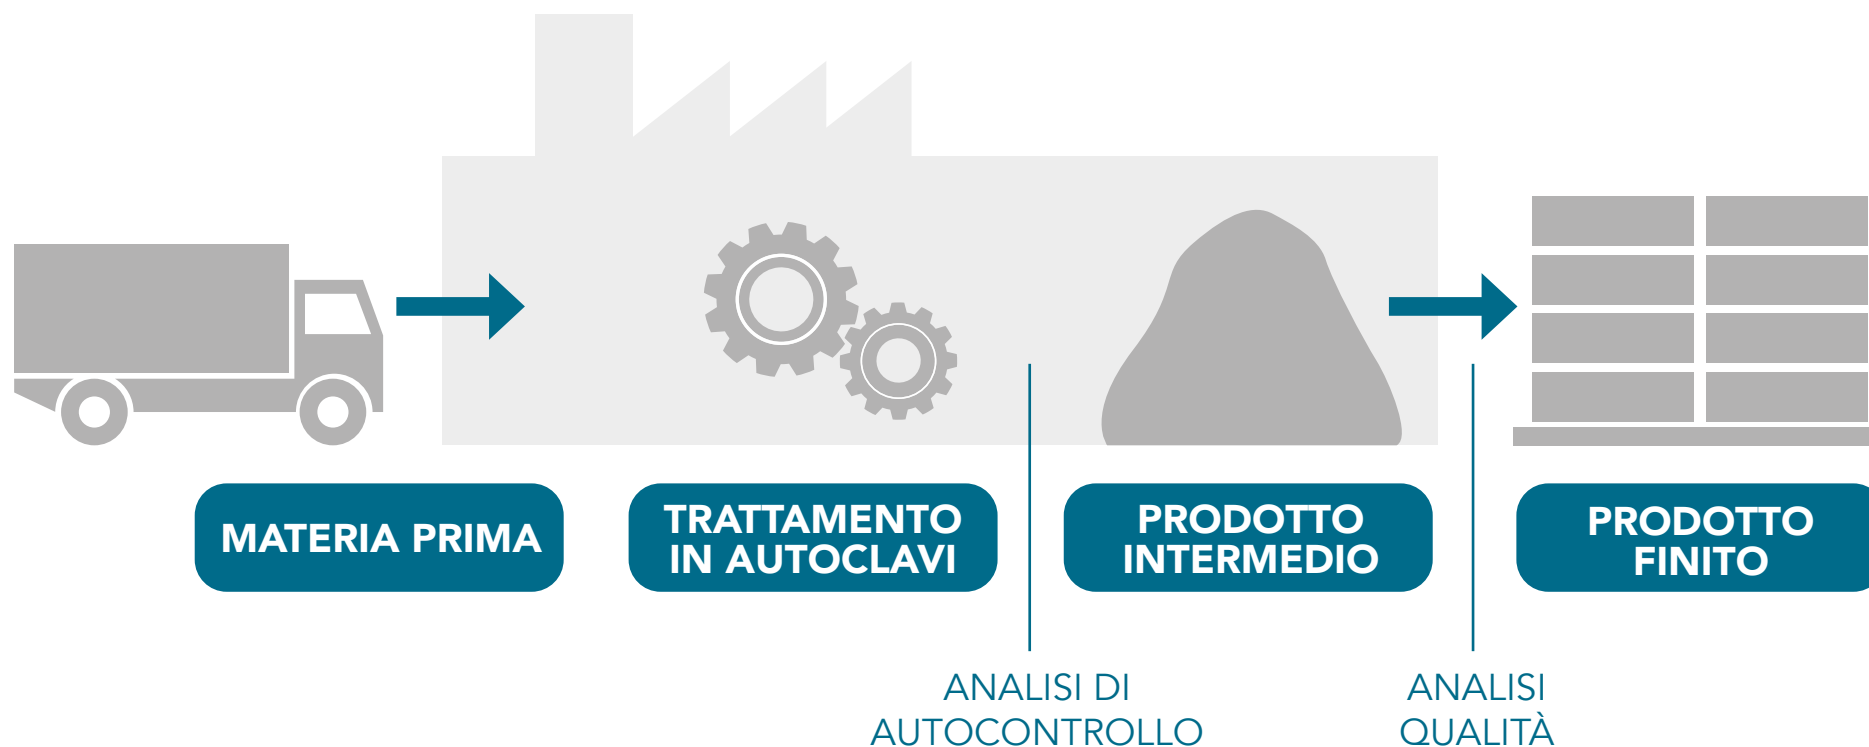 MATERIA PRIMA
TRATTAMENTO
IN AUTOCLAVI
PRODOTTO
INTERMEDIO
PRODOTTO
FINITO
ANALISI DI
AUTOCONTROLLO
ANALISI
QUALITÀ